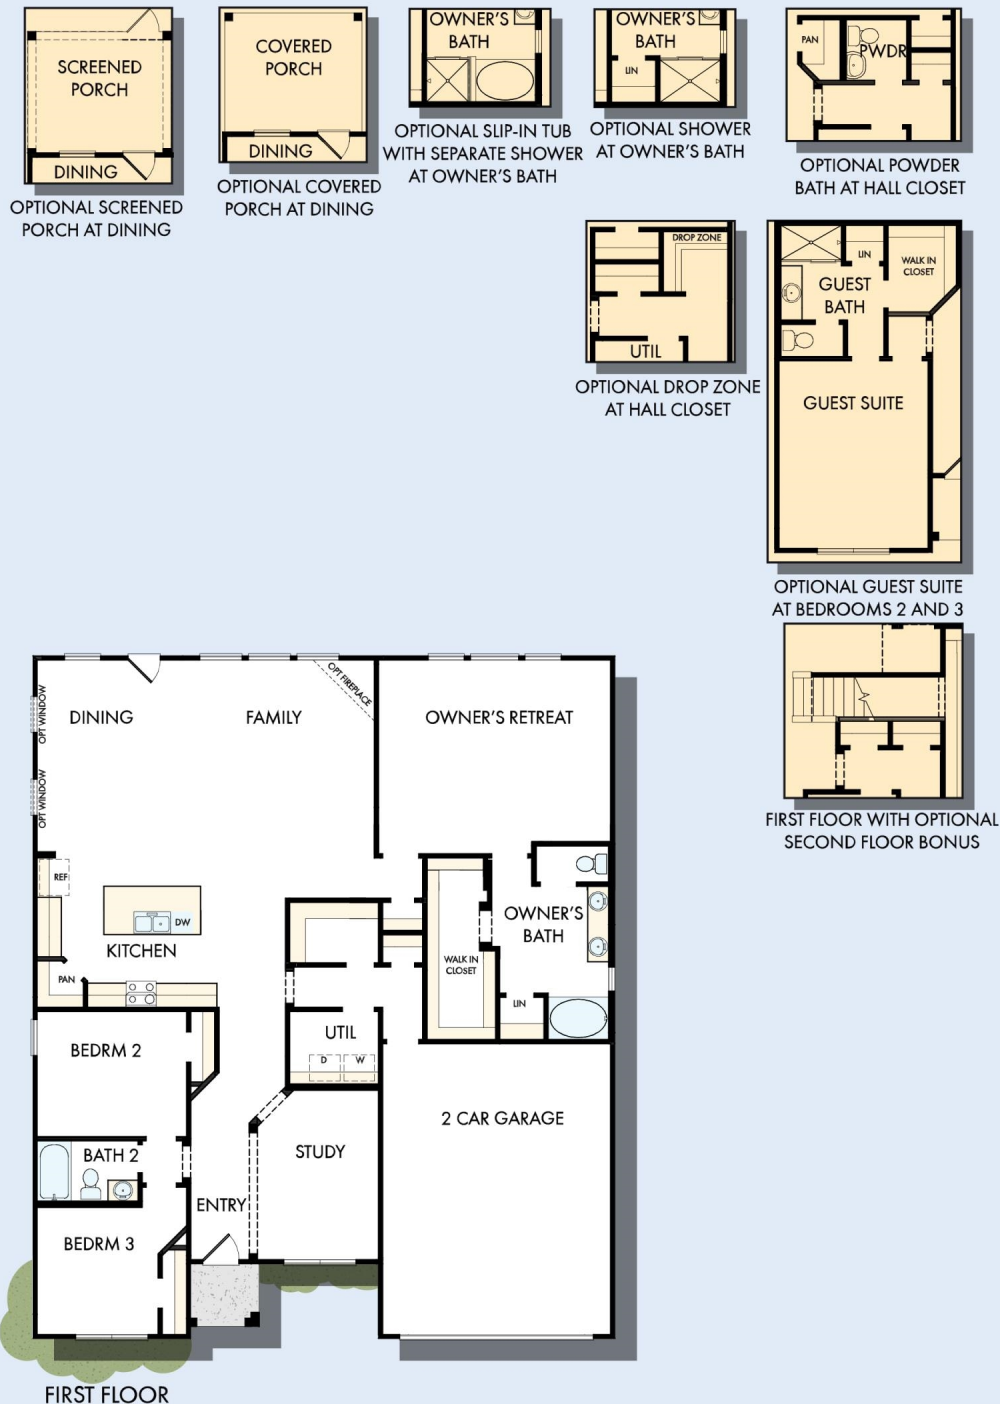 SCREENED
PORCH
DINING
OPTIONAL SCREENED
PORCH AT DINING
COVERED
PORCH
DINING
OPTIONAL COVERED
PORCH AT DINING
OWNER'S
BATH
OPTIONAL SLIP-IN TUB
WITH SEPARATE SHOWER
AT OWNER'S BATH
OWNER'S
BATH
LIN
OPTIONAL SHOWER
AT OWNER'S BATH
PAN
PWDR
OPTIONAL POWDER
BATH AT HALL CLOSET
DROP ZONE
UTIL
OPTIONAL DROP ZONE
AT HALL CLOSET
LIN
WALK IN
CLOSET
GUEST
BATH
GUEST SUITE
OPTIONAL GUEST SUITE
AT BEDROOMS 2 AND 3
FIRST FLOOR WITH OPTIONAL
SECOND FLOOR BONUS
OPT WINDOW
OPT WINDOW
DINING
FAMILY
OPT FIREPLACE
OWNER'S RETREAT
REF
DW
KITCHEN
PAN
WALK IN
CLOSET
OWNER'S
BATH
LIN
UTIL
D
W
BEDRM 2
BATH 2
BEDRM 3
ENTRY
STUDY
2 CAR GARAGE
FIRST FLOOR